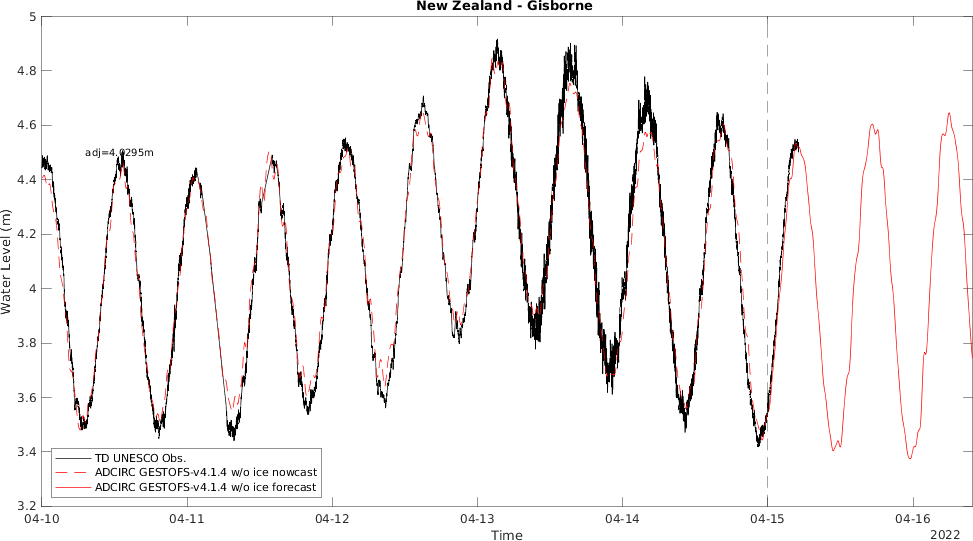 New Zealand - Gisborne
5
4.8
4.6
4.4
4.2
4
3.8
3.6
3.4
3.2
Water Level (m)
adj=4.0295m
TD UNESCO Obs.
ADCIRC GESTOFS-v4.1.4 w/o ice nowcast
ADCIRC GESTOFS-v4.1.4 w/o ice forecast
04-10 04-11 04-12 04-13 04-14 04-15 04-16
Time
2022